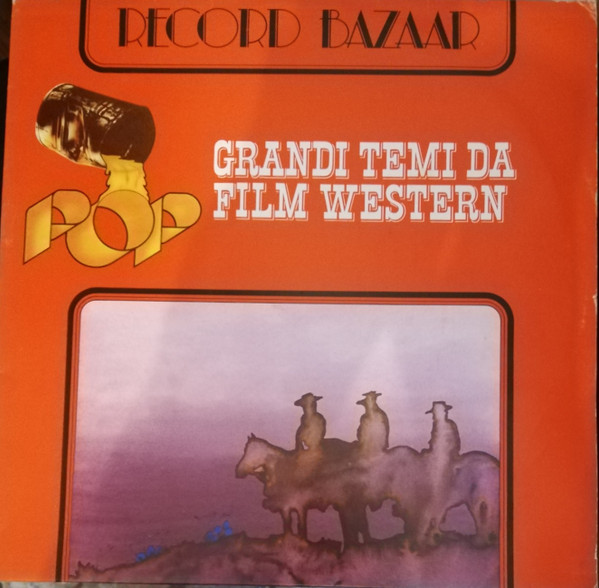 RECORD BAZAAR
POP
GRANDI TEMI DA
FILM WESTERN